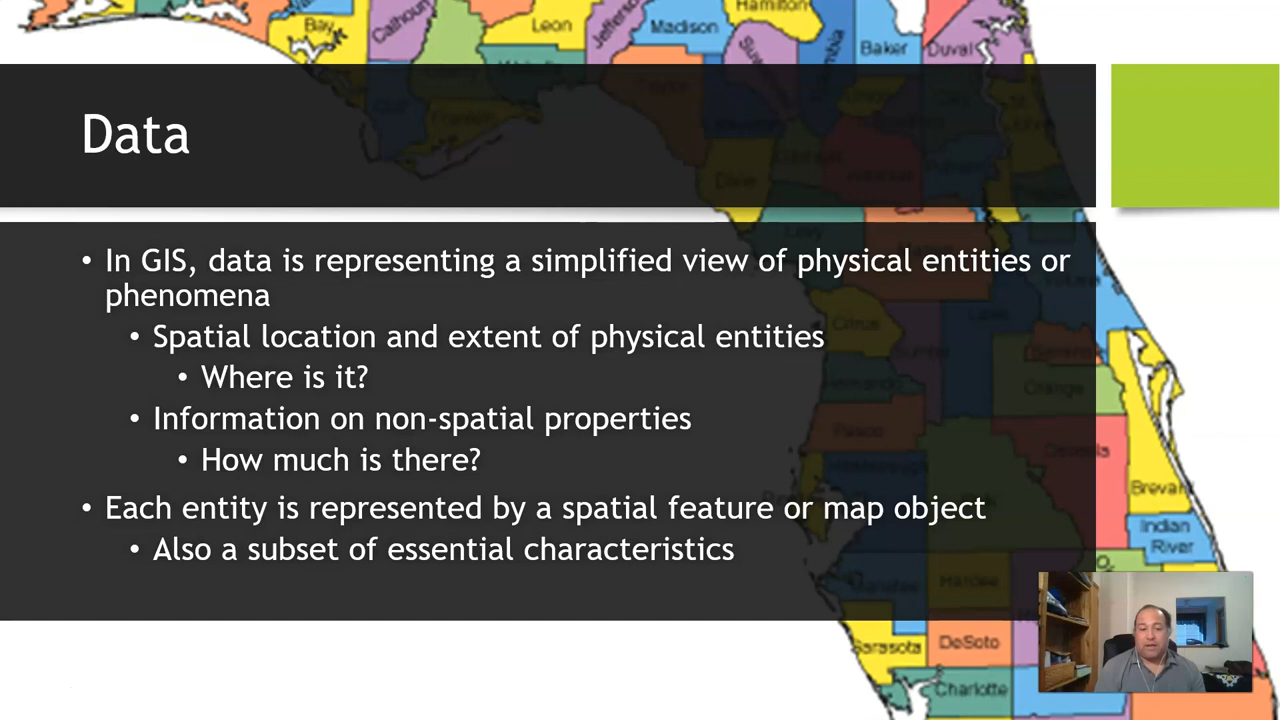 Bay
Calhoun
Leon
Jefferson
Madison
Hamilton
Baker
Duval
Data
• In GIS, data is representing a simplified view of physical entities or
phenomena
• Spatial location and extent of physical entities
• Where is it?
• Information on non-spatial properties
• How much is there?
• Each entity is represented by a spatial feature or map object
• Also a subset of essential characteristics
Franklin
Dixie
Citrus
Orange
Pasco
Osceola
Brevard
Indian
River
Manatee
Hardee
Sarasota
DeSoto
Charlotte